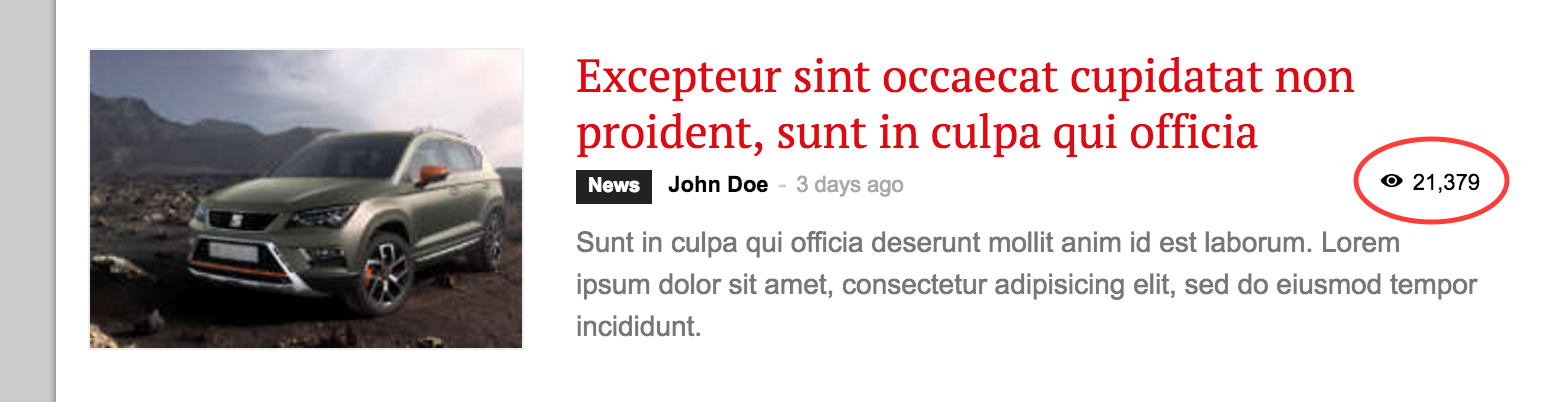 Excepteur sint occaecat cupidatat non
proident, sunt in culpa qui officia
News John Doe - 3 days ago 21,379
Sunt in culpa qui officia deserunt mollit anim id est laborum. Lorem
ipsum dolor sit amet, consectetur adipisicing elit, sed do eiusmod tempor
incididunt.